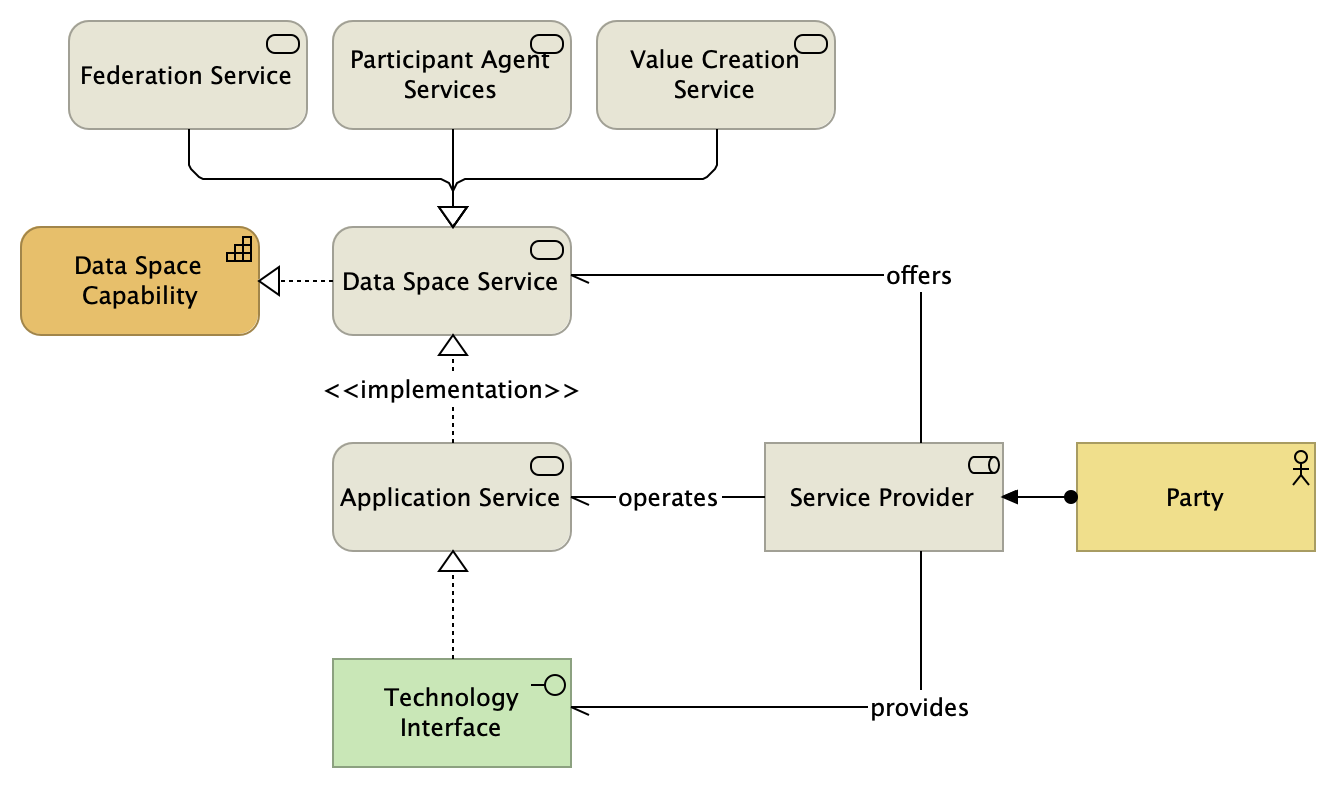 Federation Service
Participant Agent
Services
Value Creation
Service
Data Space
Capability
Data Space Service
offers
<<implementation>>
Application Service
operates
Service Provider
Party
Technology
Interface
provides